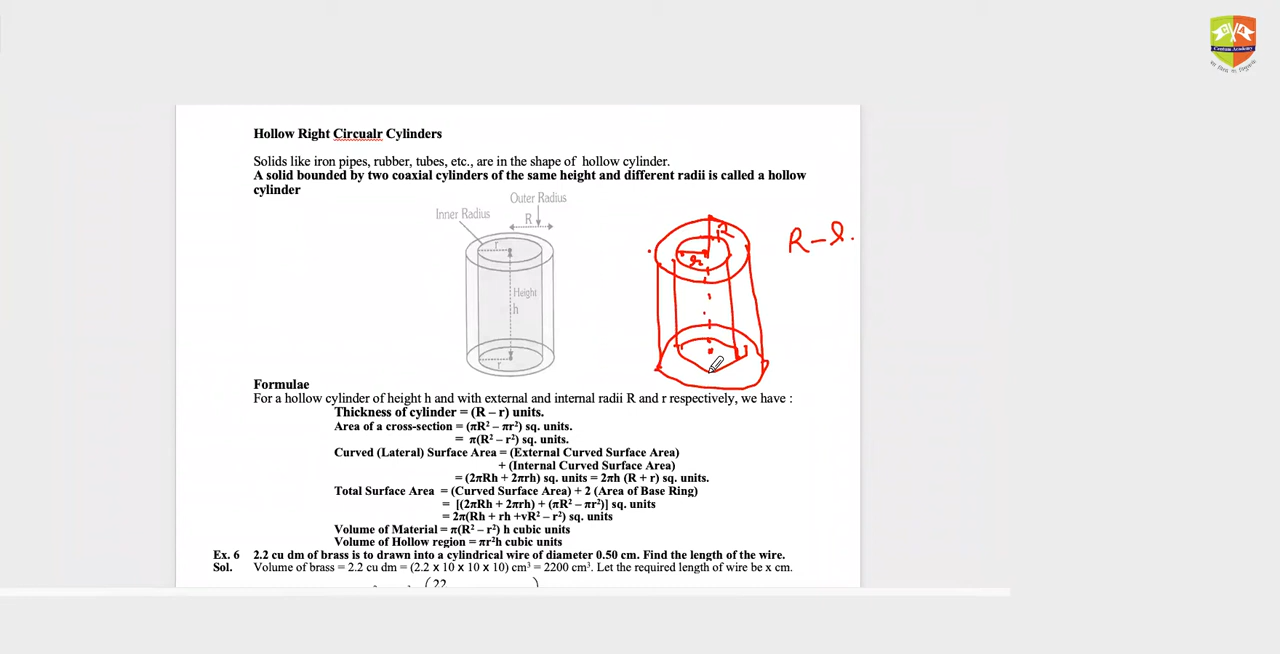 Centum Academy
Hollow Right Circualr Cylinders
Solids like iron pipes, rubber, tubes, etc., are in the shape of hollow cylinder.
A solid bounded by two coaxial cylinders of the same height and different radii is called a hollow
cylinder
Outer Radius
Inner Radius
R
r
Height
h
r
R
r
R – r.
Formulae
For a hollow cylinder of height h and with external and internal radii R and r respectively, we have :
Thickness of cylinder = (R – r) units.
Area of a cross-section = (πR² – πr²) sq. units.
= π(R² – r²) sq. units.
Curved (Lateral) Surface Area = (External Curved Surface Area)
+ (Internal Curved Surface Area)
= (2πRh + 2πrh) sq. units = 2πh (R + r) sq. units.
Total Surface Area = (Curved Surface Area) + 2 (Area of Base Ring)
= [(2πRh + 2πrh) + (πR² – πr²)] sq. units
= 2π(Rh + rh +vR² – r²) sq. units
Volume of Material = π(R² – r²) h cubic units
Volume of Hollow region = πr²h cubic units
Ex. 6 2.2 cu dm of brass is to drawn into a cylindrical wire of diameter 0.50 cm. Find the length of the wire.
Sol. Volume of brass = 2.2 cu dm = (2.2 x 10 x 10 x 10) cm³ = 2200 cm³. Let the required length of wire be x cm.
(22 )